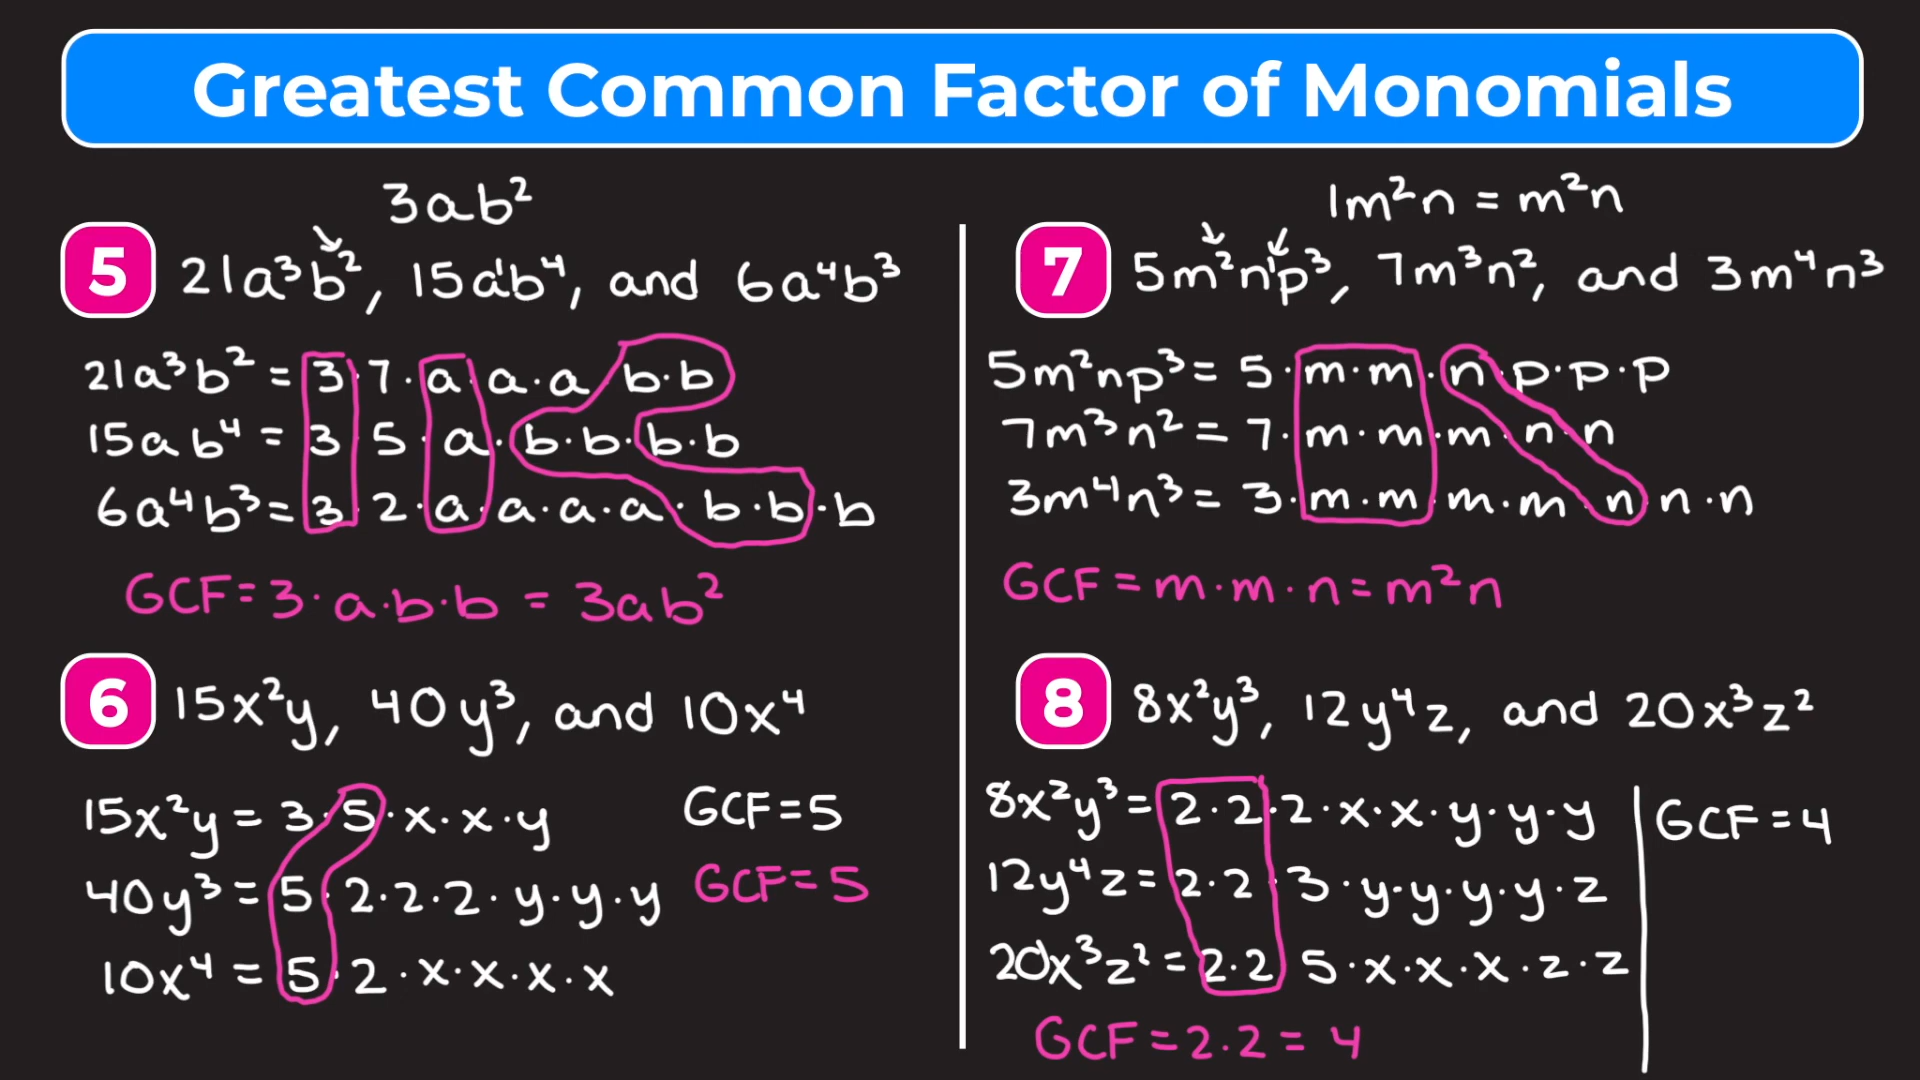 Greatest Common Factor of Monomials
3ab²
5 21a³b², 15a¹b⁴, and 6a⁴b³
21a³b² = 3·7·a·a·a b·b
15ab⁴ = 3 5·a·b·b·b·b
6a⁴b³ = 3 2·a·a·a·a·b·b·b
GCF = 3·a·b·b = 3ab²
6 15x²y, 40y³, and 10x⁴
15x²y = 3·5·x·x·y
40y³ = 5·2·2·2·y·y·y
10x⁴ = 5·2·x·x·x·x
GCF = 5
GCF = 5
1m²n = m²n
7 5m²n¹p³, 7m³n², and 3m⁴n³
5m²np³ = 5·m·m·n·p·p·p
7m³n² = 7·m·m·m·n·n
3m⁴n³ = 3·m·m·m·m·n n·n
GCF = m·m·n = m²n
8 8x²y³, 12y⁴z, and 20x³z²
8x²y³ = 2·2·2·x·x·y·y·y
12y⁴z = 2·2·3·y·y·y·y·z
20x³z² = 2·2 5·x·x·x·z·z
GCF = 2·2 = 4
GCF = 4